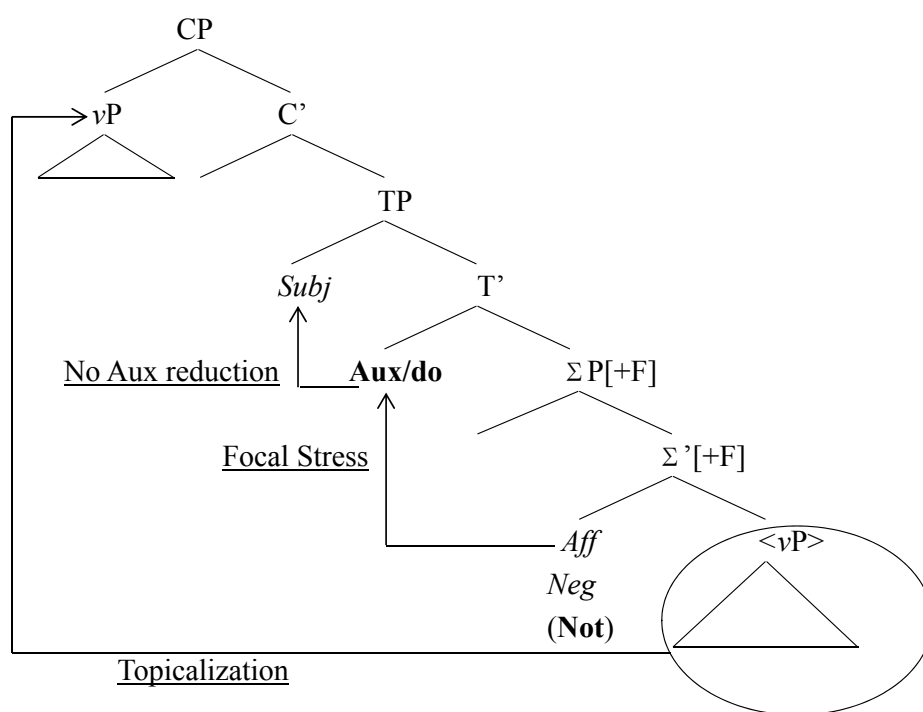 CP
vP C’
TP
Subj T’
No Aux reduction Aux/do ΣP[+F]
Focal Stress Σ’[+F]
Aff <vP>
Neg
(Not)
Topicalization